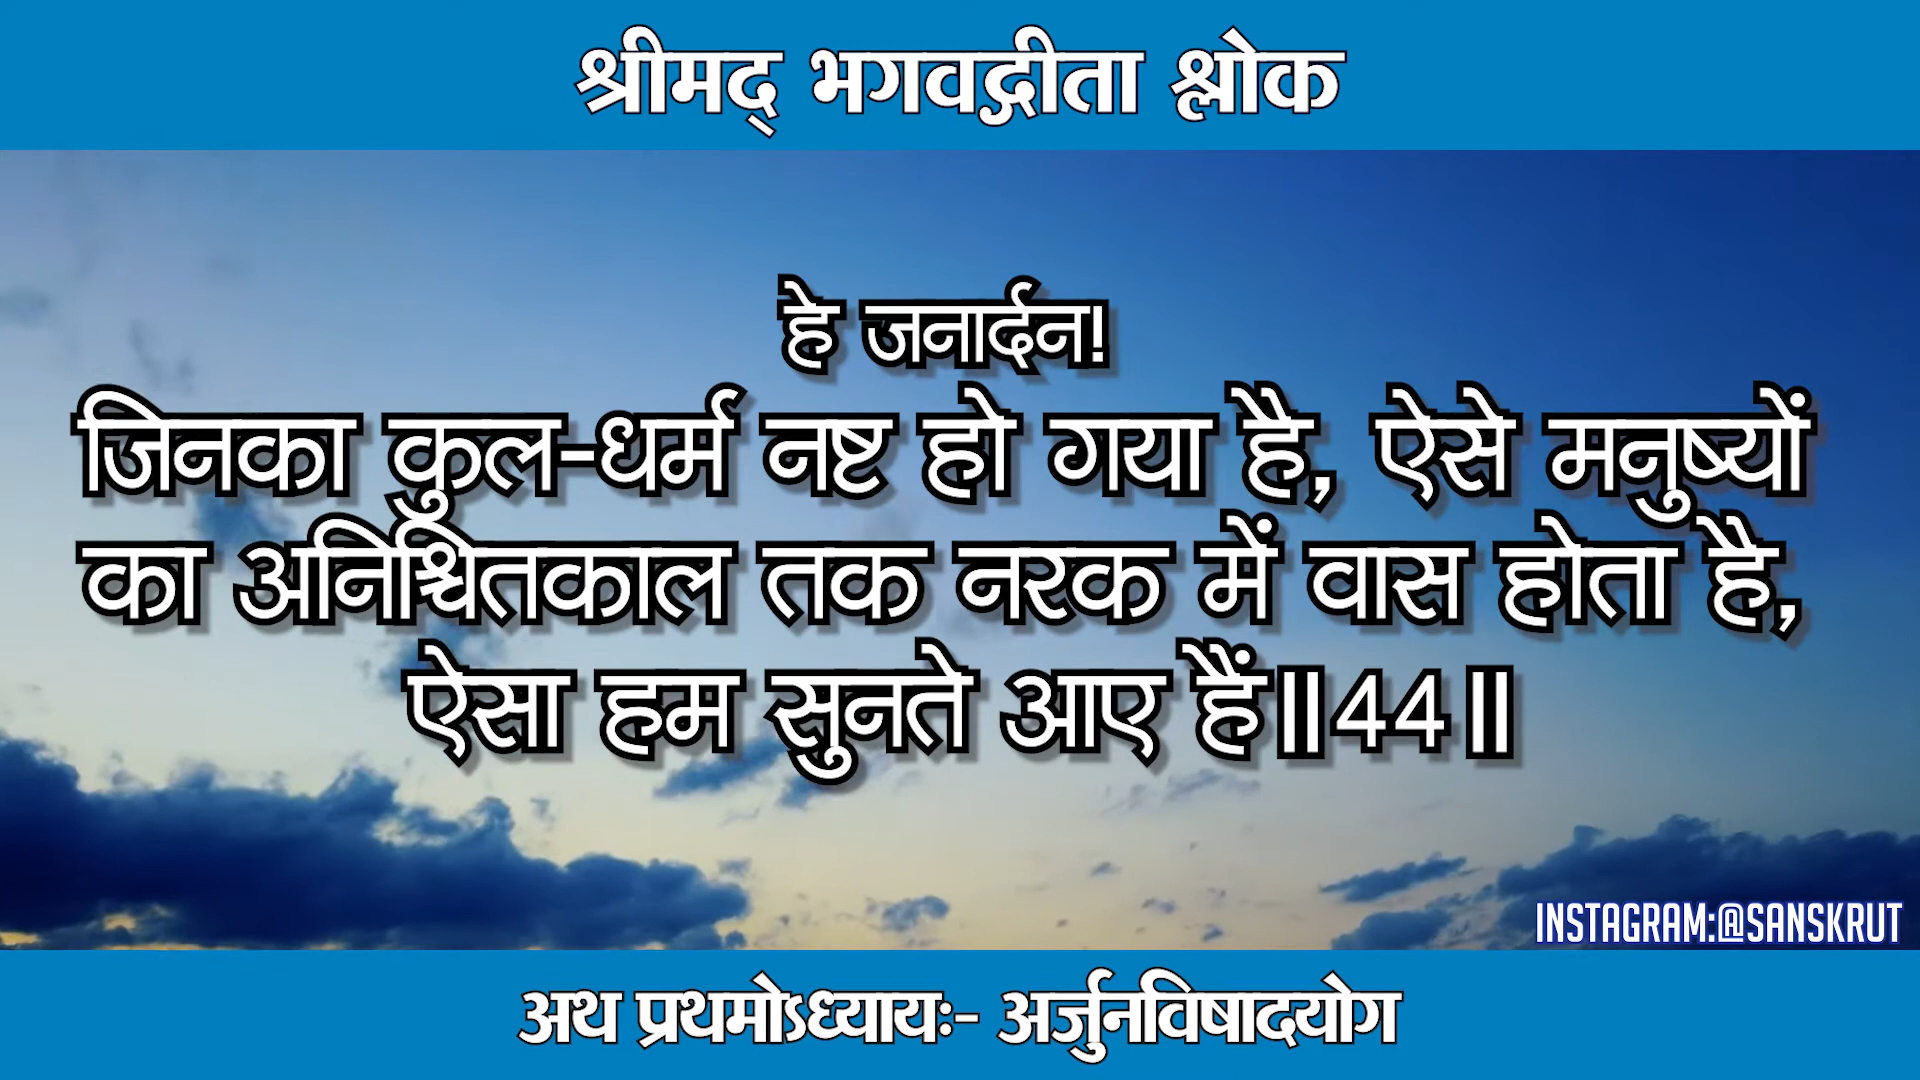 श्रीमद् भगवद्गीता श्लोक
हे जनार्दन!
जिनका कुल-धर्म नष्ट हो गया है, ऐसे मनुष्यों
का अनिश्चितकाल तक नरक में वास होता है,
ऐसा हम सुनते आए हैं॥44॥
INSTAGRAM:@SANSKRUT
अथ प्रथमोऽध्यायः- अर्जुनविषादयोग